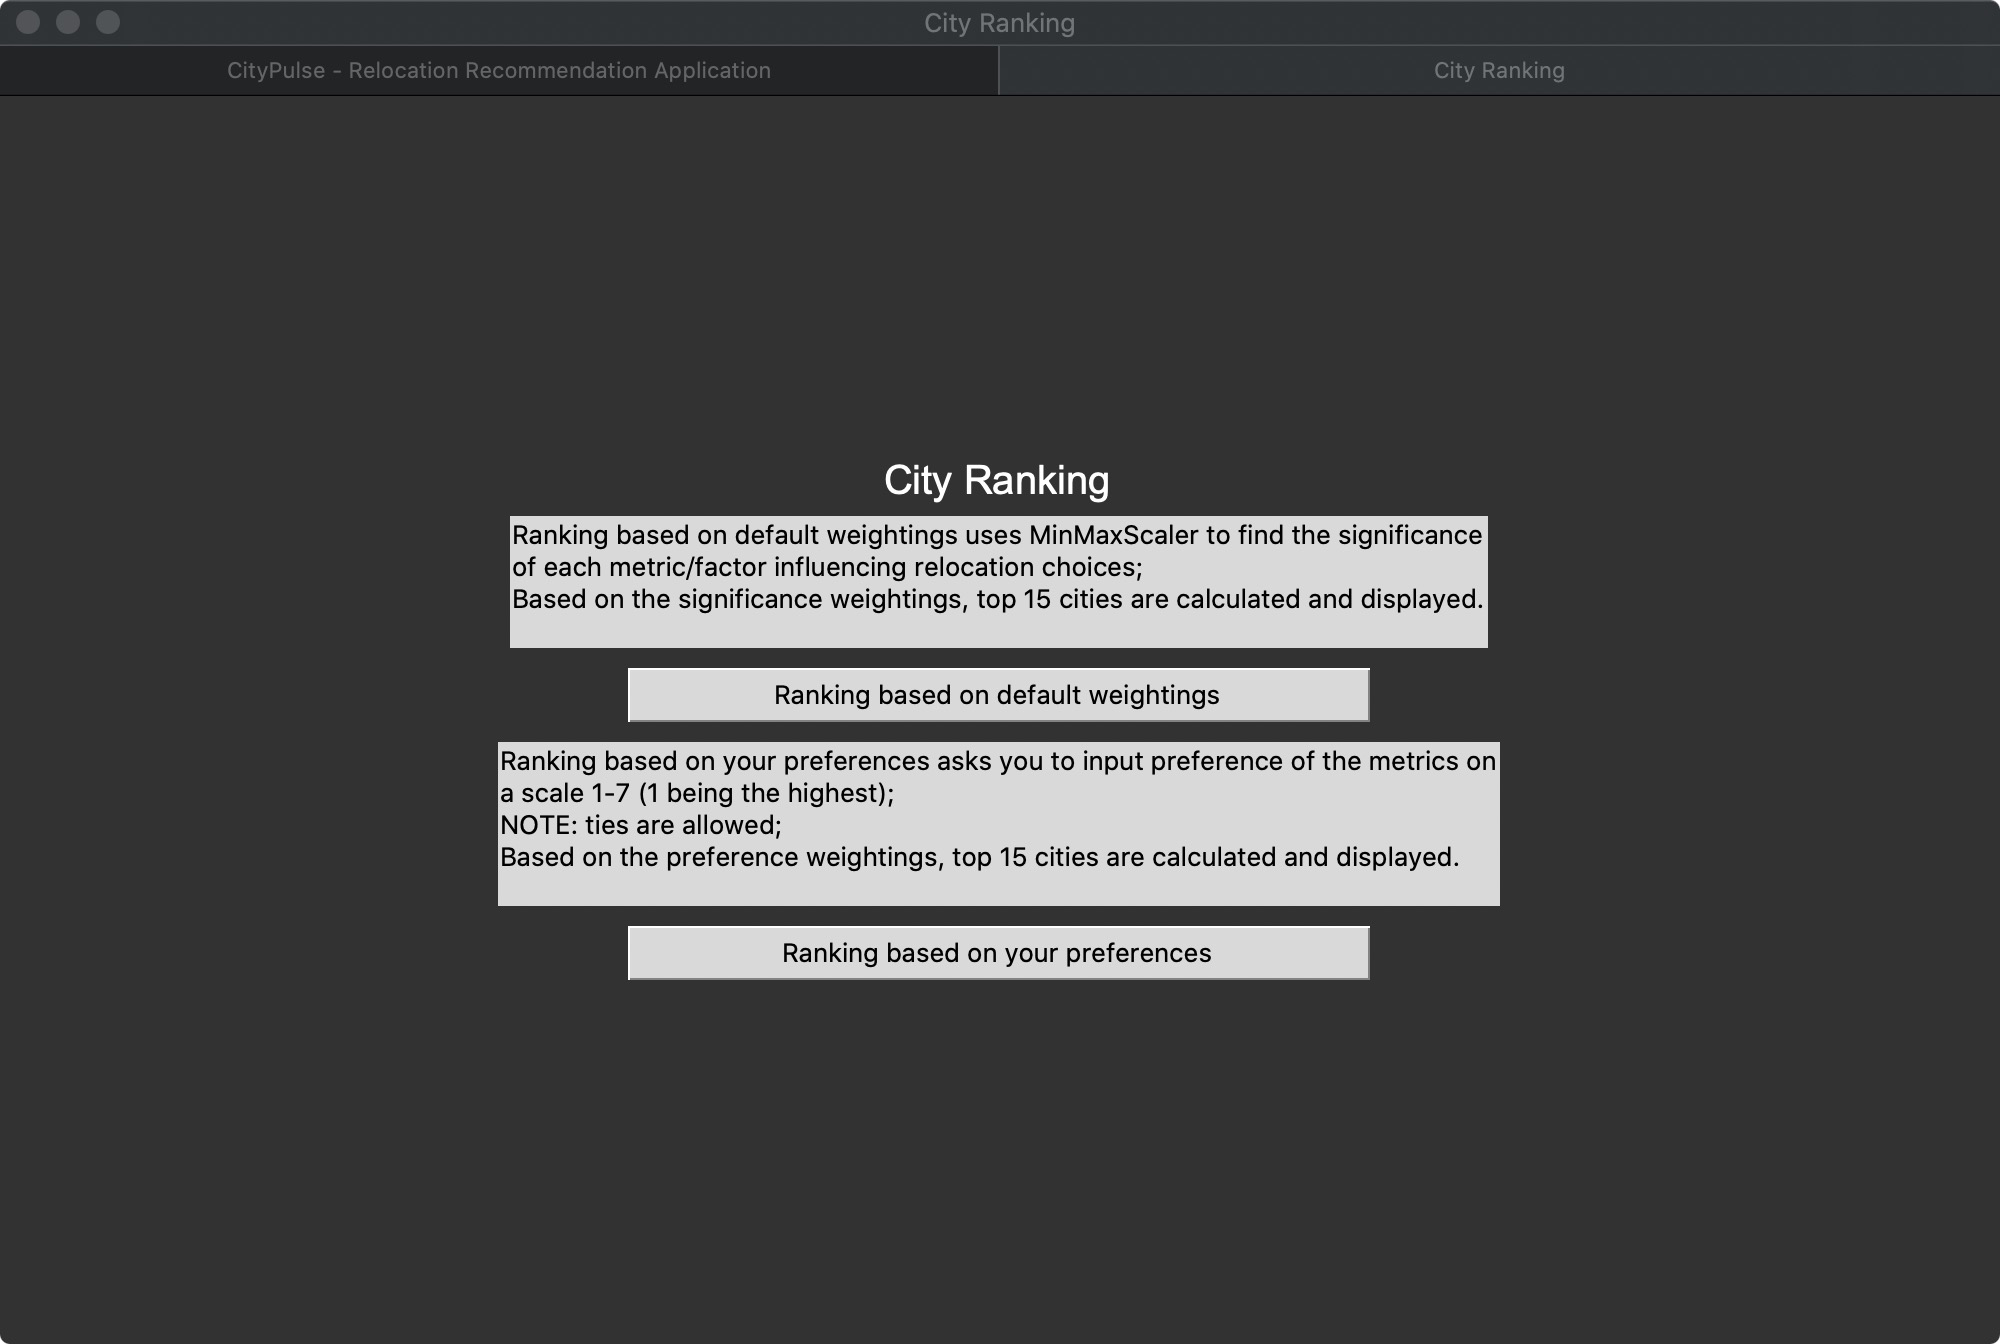 City Ranking
CityPulse - Relocation Recommendation Application
City Ranking
City Ranking
Ranking based on default weightings uses MinMaxScaler to find the significance
of each metric/factor influencing relocation choices;
Based on the significance weightings, top 15 cities are calculated and displayed.
Ranking based on default weightings
Ranking based on your preferences asks you to input preference of the metrics on
a scale 1-7 (1 being the highest);
NOTE: ties are allowed;
Based on the preference weightings, top 15 cities are calculated and displayed.
Ranking based on your preferences